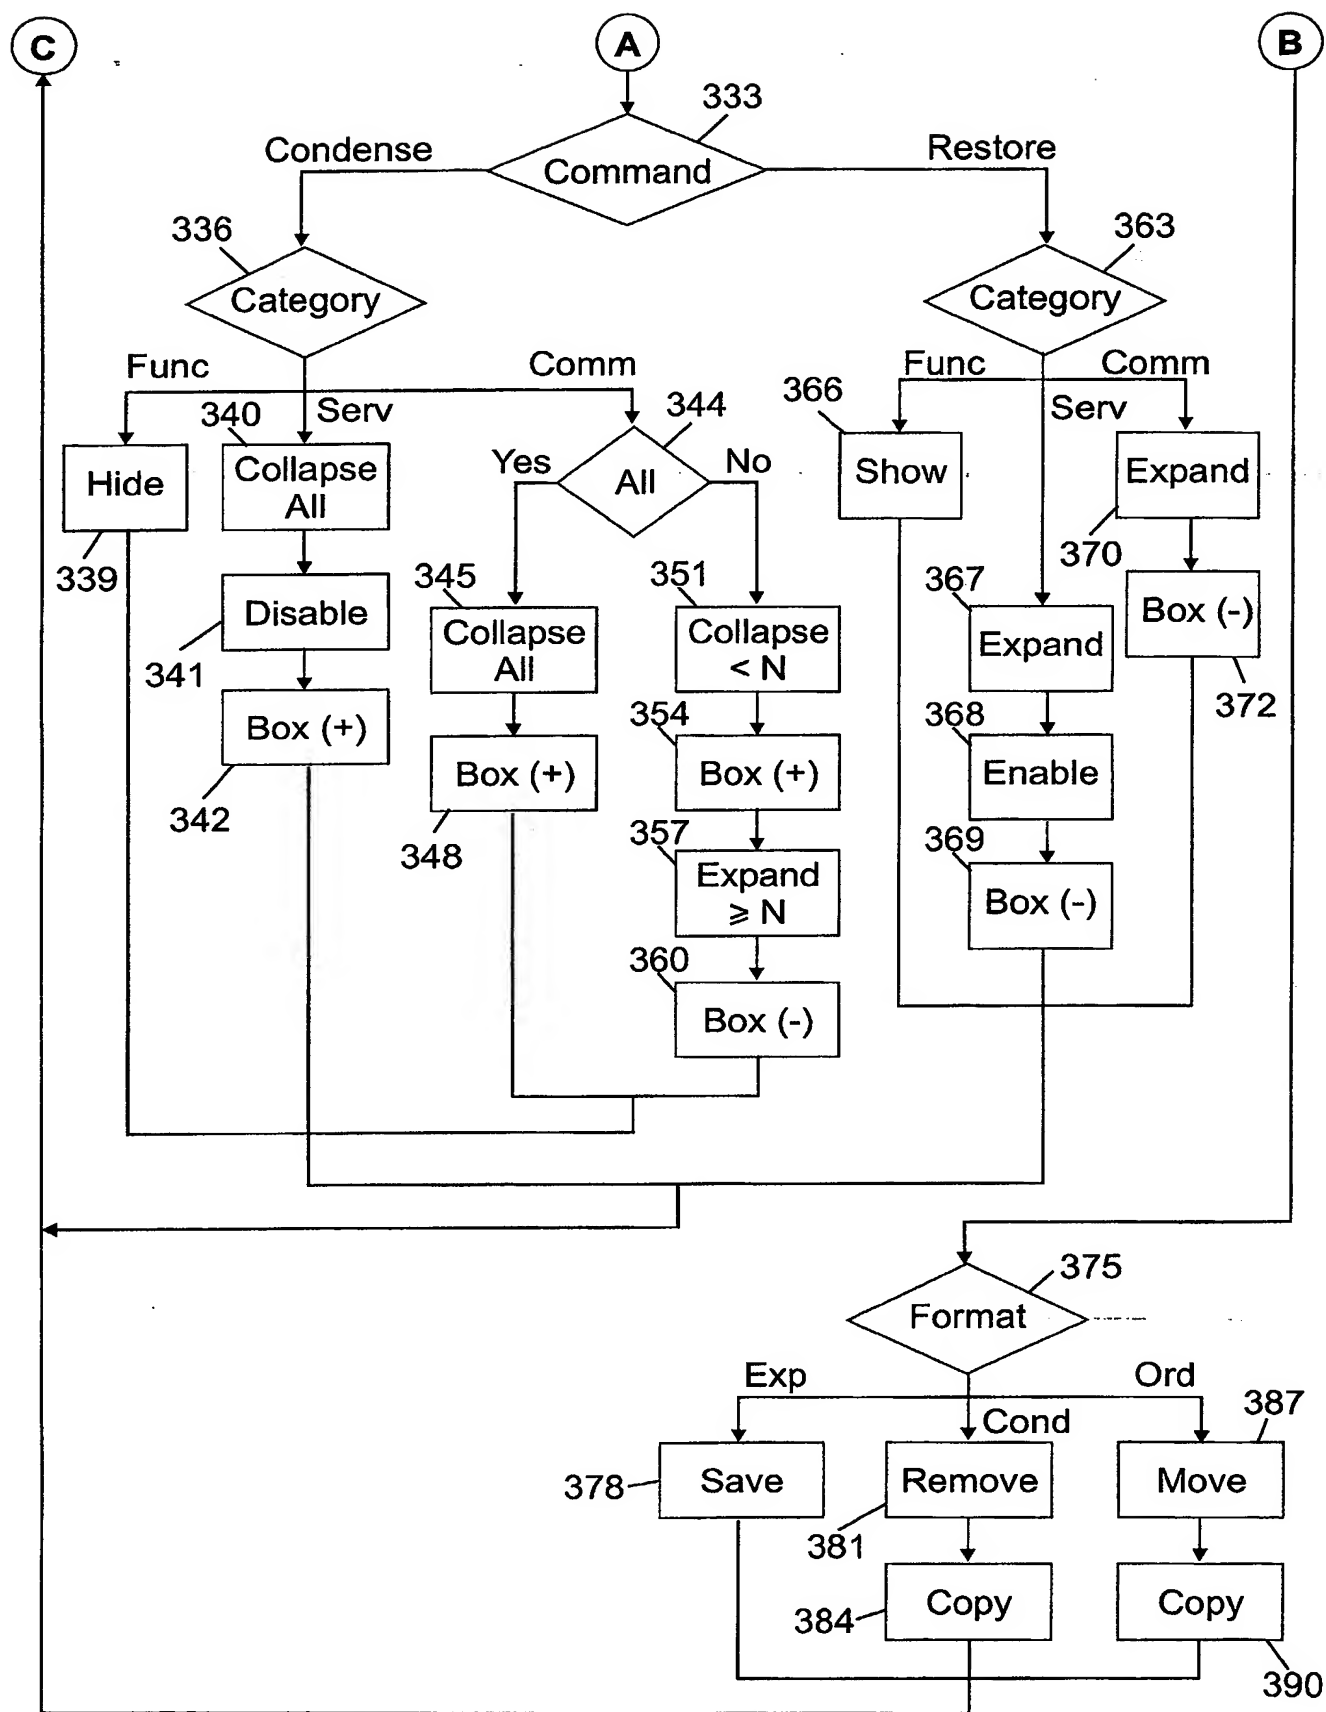 C
A
B
333
Condense
Command
Restore
336
Category
363
Category
Func
Comm
340
Serv
344
Hide
Collapse
All
339
Yes
All
No
366
Func
Comm
Serv
Show
Expand
370
341
Disable
345
Collapse
All
351
Collapse
< N
367
Expand
Box (-)
372
342
Box (+)
348
Box (+)
354
Box (+)
368
Enable
357
Expand
⩾ N
369
Box (-)
360
Box (-)
375
Format
Exp
Cond
Ord
387
378
Save
Remove
381
Move
384
Copy
Copy
390